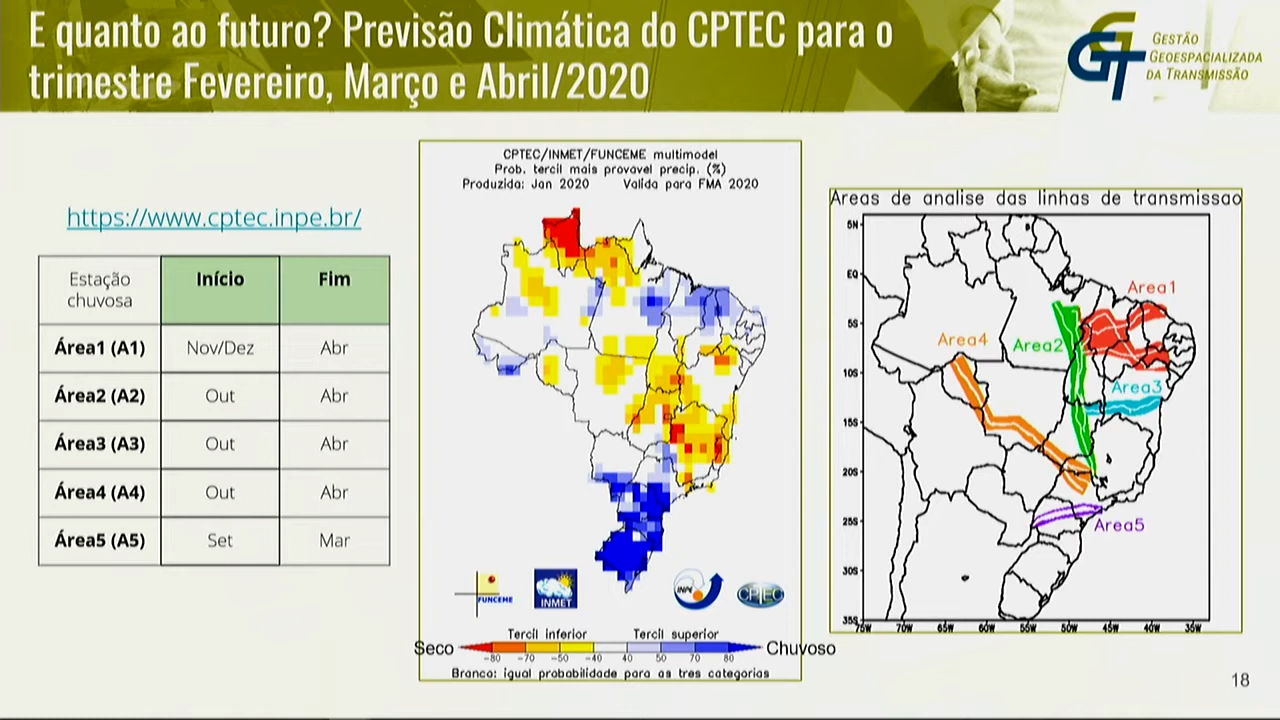 E quanto ao futuro? Previsão Climática do CPTEC para o
trimestre Fevereiro, Março e Abril/2020
GT
GESTÃO
GEOESPACIALIZADA
DA TRANSMISSÃO
https://www.cptec.inpe.br/
Estação chuvosa Início Fim
Área1 (A1) Nov/Dez Abr
Área2 (A2) Out Abr
Área3 (A3) Out Abr
Área4 (A4) Out Abr
Área5 (A5) Set Mar
CPTEC/INMET/FUNCEME multimodel
Prob. tercil mais provavel precip. (%)
Produzida: Jan 2020 Valida para FMA 2020
FUNCEME INMET INPE CPTEC
Tercil inferior Tercil superior
Seco Chuvoso
-80 -70 -50 -40 40 50 70 80
Branco: igual probabilidade para as tres categorias
Areas de analise das linhas de transmissao
5N
EQ
5S
10S
15S
20S
25S
30S
35S
75W 70W 65W 60W 55W 50W 45W 40W 35W
Area1
Area2
Area3
Area4
Area5
18